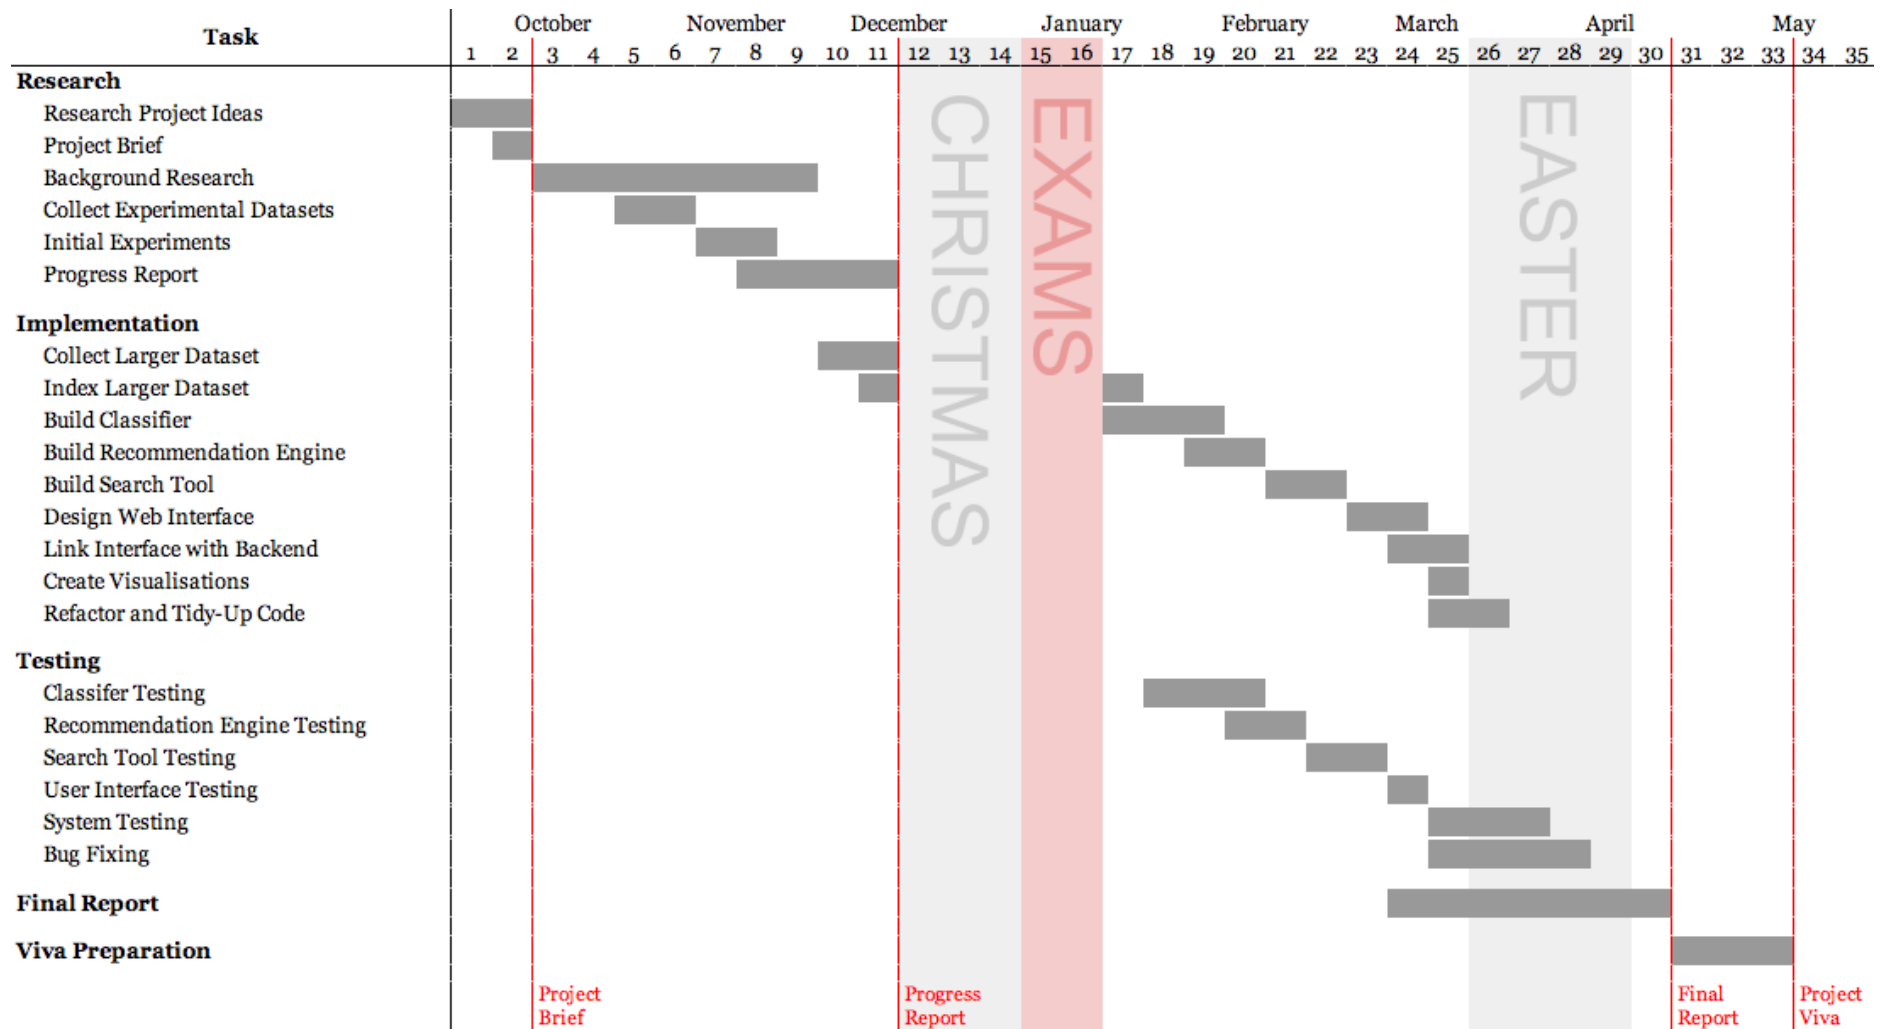 October November December January February March April May
Task
1 2 3 4 5 6 7 8 9 10 11 12 13 14 15 16 17 18 19 20 21 22 23 24 25 26 27 28 29 30 31 32 33 34 35
Research
Research Project Ideas
Project Brief
Background Research
Collect Experimental Datasets
Initial Experiments
Progress Report
Implementation
Collect Larger Dataset
Index Larger Dataset
Build Classifier
Build Recommendation Engine
Build Search Tool
Design Web Interface
Link Interface with Backend
Create Visualisations
Refactor and Tidy-Up Code
Testing
Classifer Testing
Recommendation Engine Testing
Search Tool Testing
User Interface Testing
System Testing
Bug Fixing
Final Report
Viva Preparation
CHRISTMAS
EXAMS
EASTER
Project
Brief
Progress
Report
Final
Report
Project
Viva